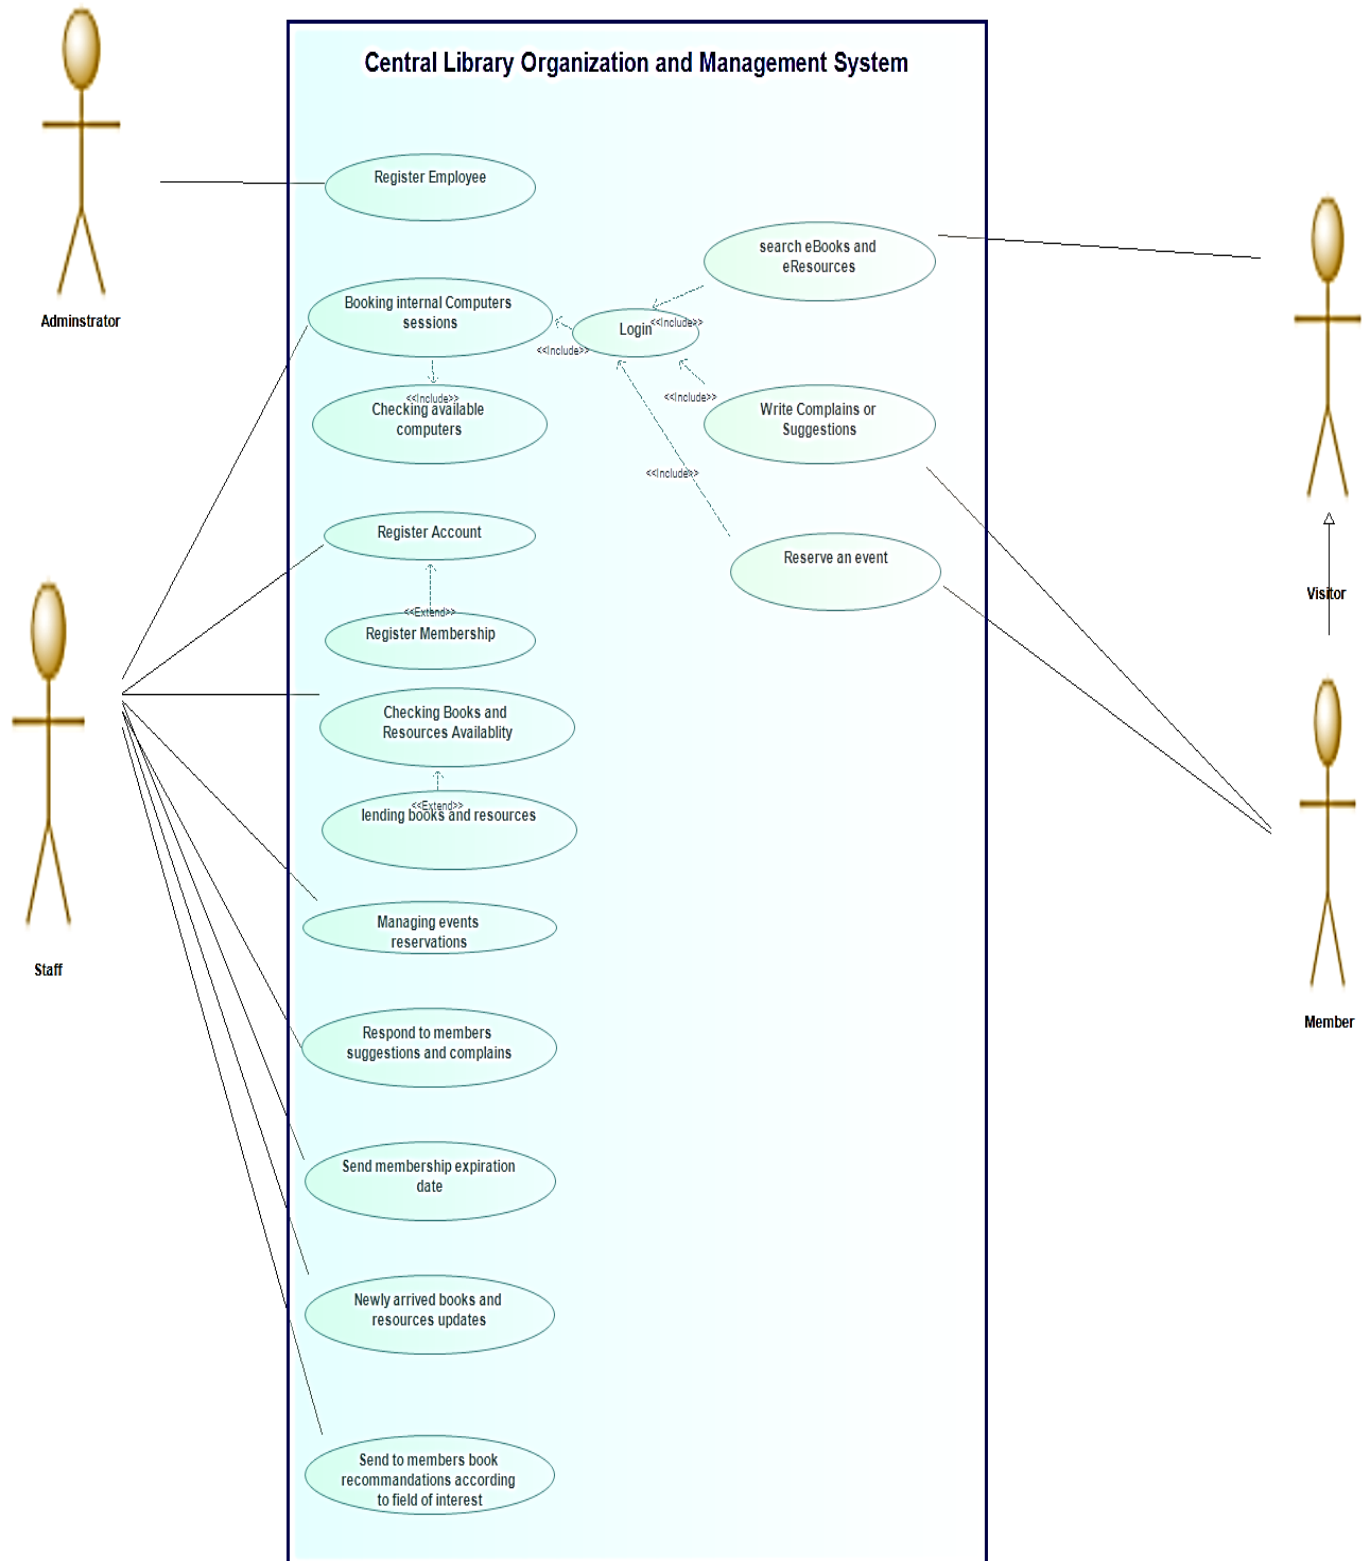 Central Library Organization and Management System
Register Employee
Adminstrator
search eBooks and
eResources
Booking internal Computers
sessions
Login
<<Include>>
<<Include>>
<<Include>>
Checking available
computers
<<Include>>
Write Complains or
Suggestions
<<Include>>
Register Account
Reserve an event
Visitor
<<Extend>>
Register Membership
Checking Books and
Resources Availablity
<<Extend>>
lending books and resources
Managing events
reservations
Staff
Member
Respond to members
suggestions and complains
Send membership expiration
date
Newly arrived books and
resources updates
Send to members book
recommandations according
to field of interest